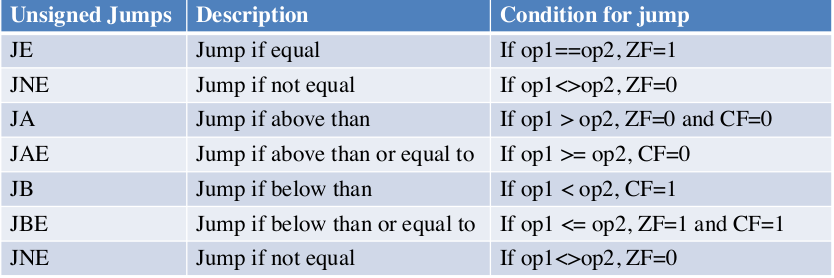 Unsigned Jumps Description Condition for jump
JE Jump if equal If op1==op2, ZF=1
JNE Jump if not equal If op1<>op2, ZF=0
JA Jump if above than If op1 > op2, ZF=0 and CF=0
JAE Jump if above than or equal to If op1 >= op2, CF=0
JB Jump if below than If op1 < op2, CF=1
JBE Jump if below than or equal to If op1 <= op2, ZF=1 and CF=1
JNE Jump if not equal If op1<>op2, ZF=0